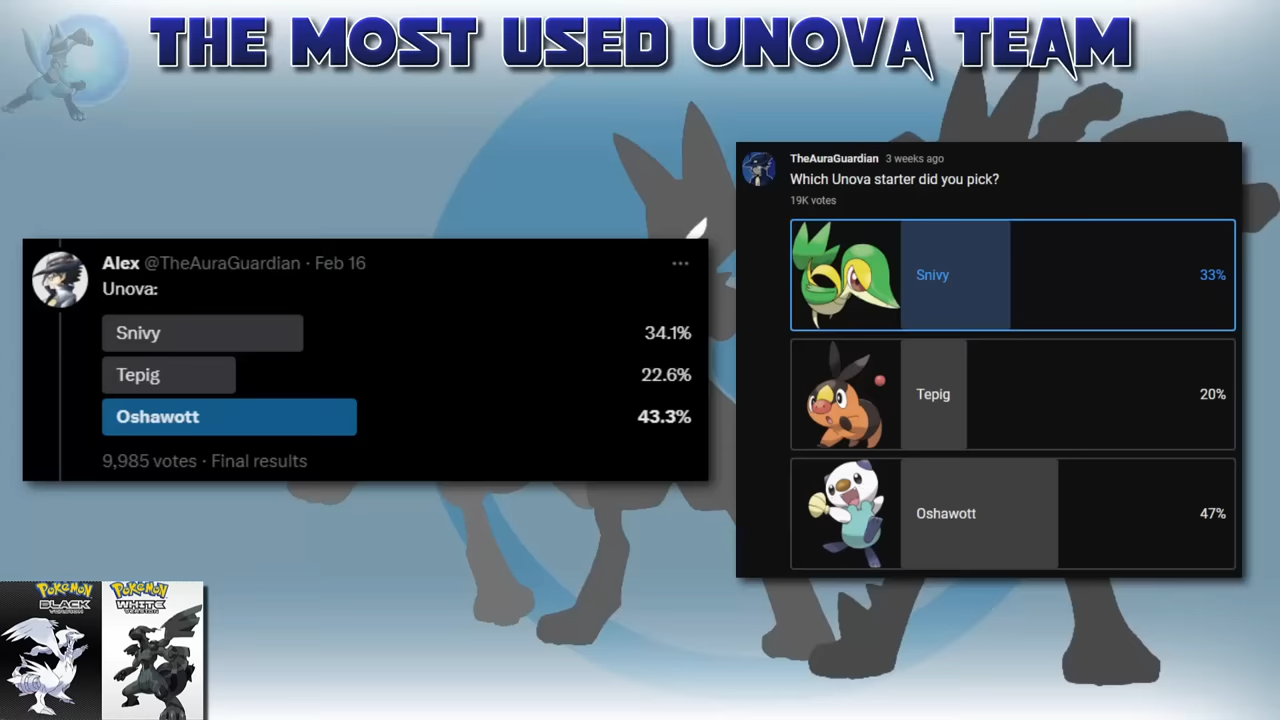 THE MOST USED UNOVA TEAM
Alex @TheAuraGuardian · Feb 16
Unova:
Snivy 34.1%
Tepig 22.6%
Oshawott 43.3%
9,985 votes · Final results
TheAuraGuardian 3 weeks ago
Which Unova starter did you pick?
19K votes
Snivy 33%
Tepig 20%
Oshawott 47%
POKéMON
BLACK
VERSION
POKéMON
WHITE
VERSION